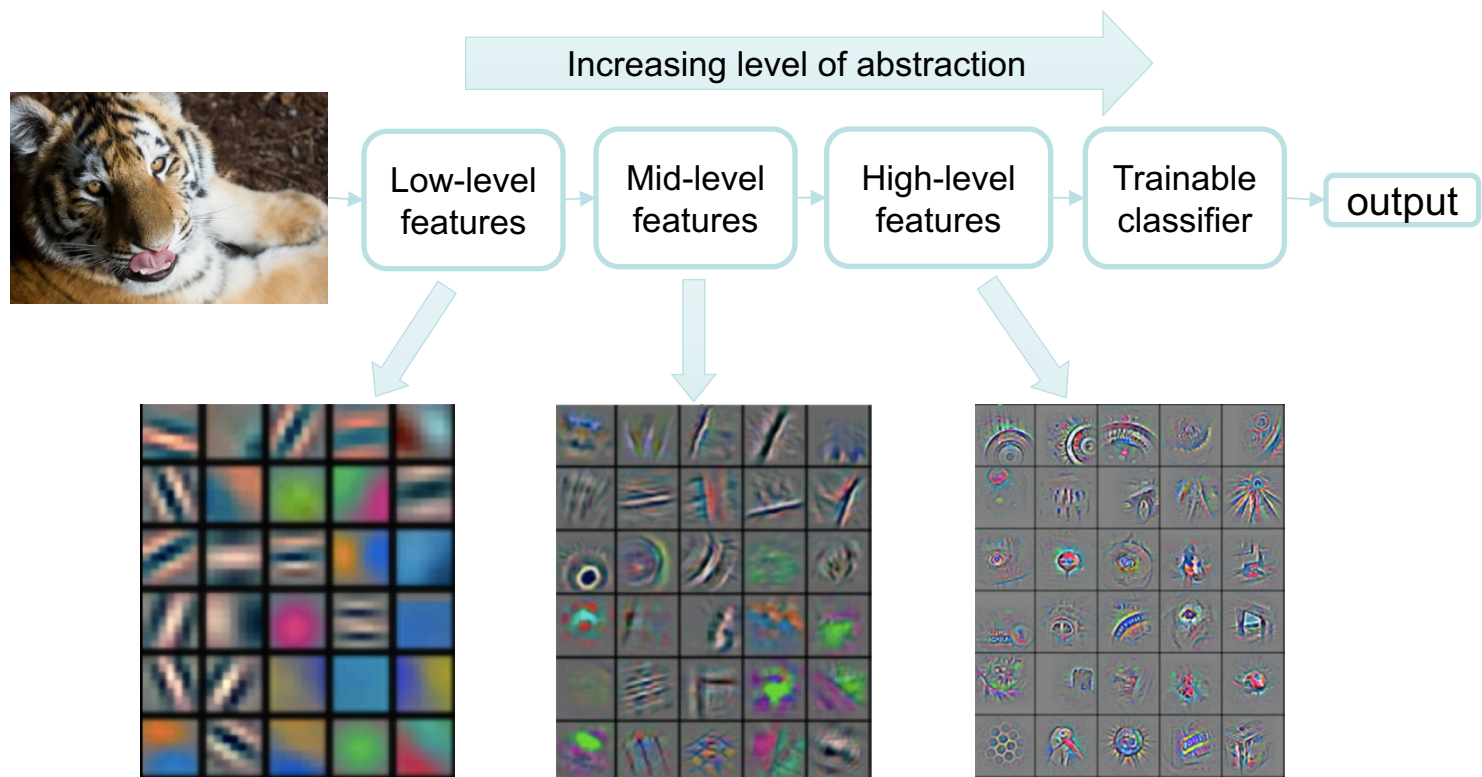 Increasing level of abstraction
Low-level
features
Mid-level
features
High-level
features
Trainable
classifier
output